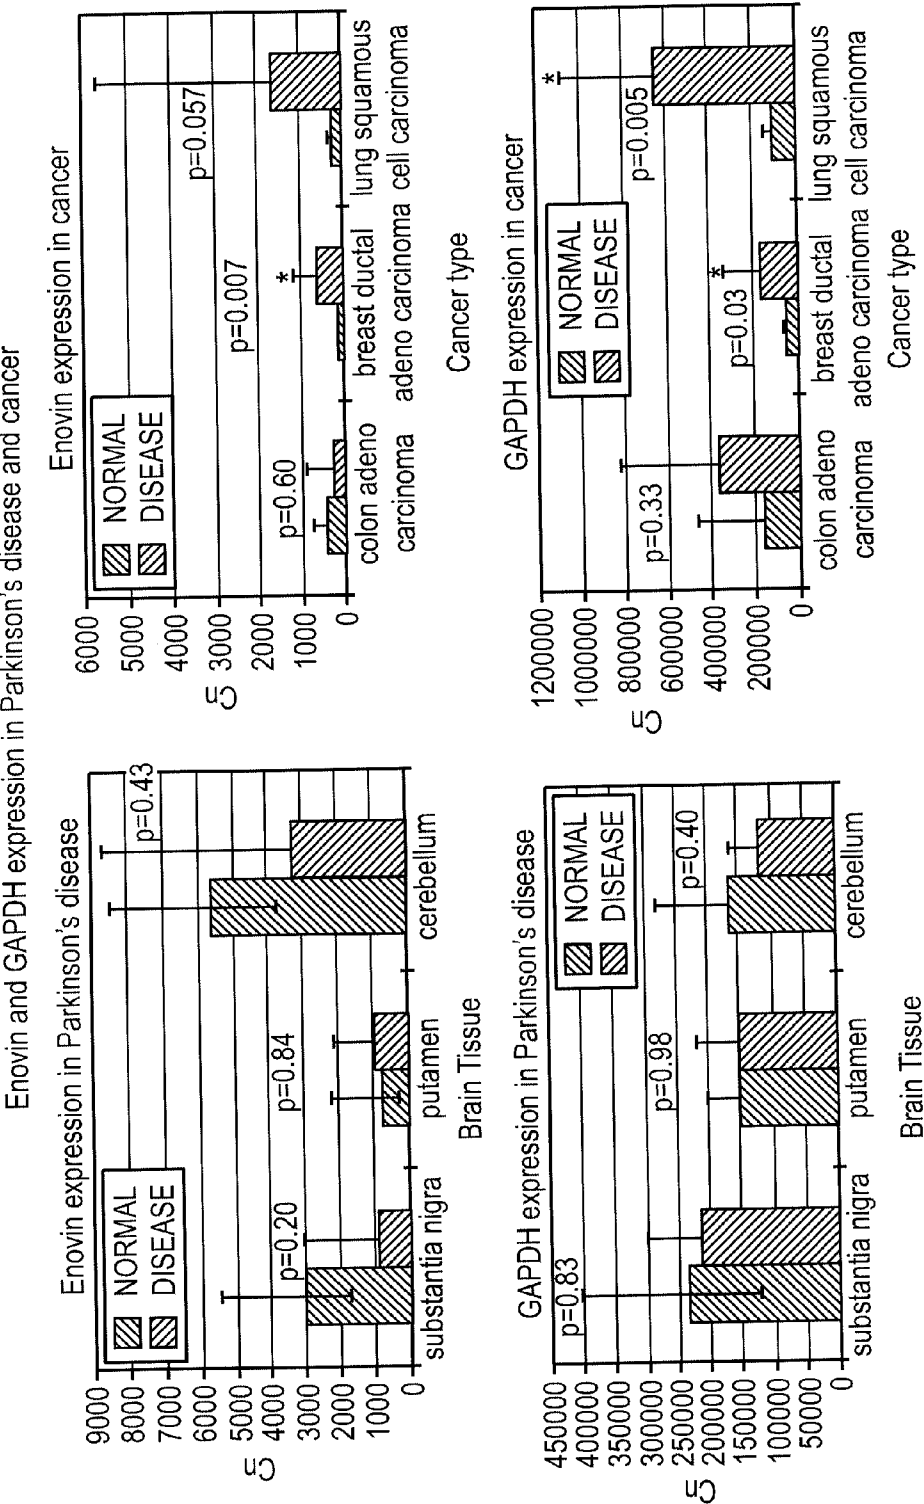 Enovin and GAPDH expression in Parkinson's disease and cancer
Enovin expression in Parkinson's disease
9000
8000
7000
6000
5000
4000
3000
2000
1000
0
Cn
NORMAL
DISEASE
p=0.20
p=0.84
p=0.43
substantia nigra
putamen
cerebellum
Brain Tissue
Enovin expression in cancer
6000
5000
4000
3000
2000
1000
0
Cn
NORMAL
DISEASE
p=0.60
p=0.007
p=0.057
*
colon adeno
carcinoma
breast ductal
adeno carcinoma
lung squamous
cell carcinoma
Cancer type
GAPDH expression in Parkinson's disease
450000
400000
350000
300000
250000
200000
150000
100000
50000
0
Cn
NORMAL
DISEASE
p=0.83
p=0.98
p=0.40
substantia nigra
putamen
cerebellum
Brain Tissue
GAPDH expression in cancer
1200000
1000000
800000
600000
400000
200000
0
Cn
NORMAL
DISEASE
p=0.33
p=0.03
p=0.005
*
*
colon adeno
carcinoma
breast ductal
adeno carcinoma
lung squamous
cell carcinoma
Cancer type